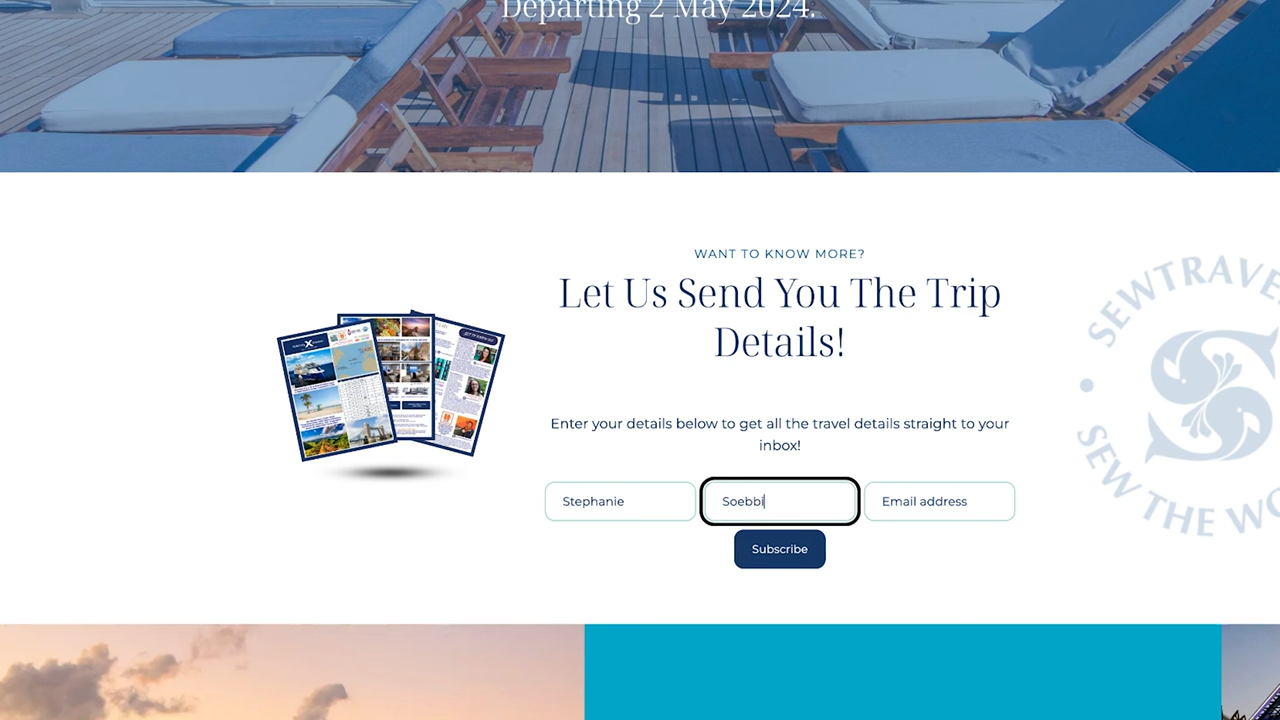 Departing 2 May 2024.
WANT TO KNOW MORE?
Let Us Send You The Trip
Details!
Enter your details below to get all the travel details straight to your
inbox!
Stephanie
Soebbi
Email address
Subscribe
SEWTRAVE
SEW THE WO